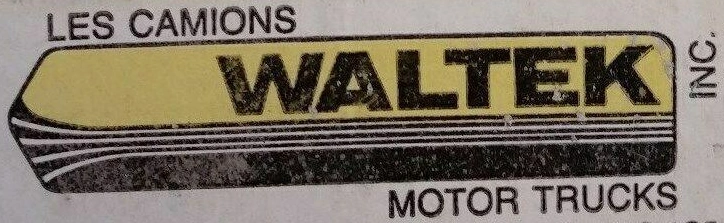 LES CAMIONS
WALTEK
INC.
MOTOR TRUCKS